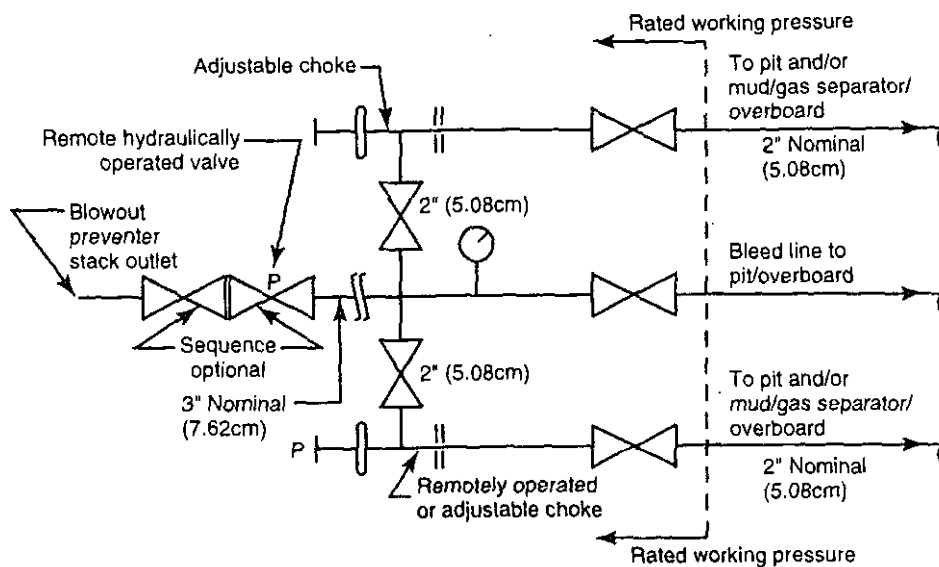 Rated working pressure
Adjustable choke
To pit and/or
mud/gas separator/
overboard
2" Nominal
(5.08cm)
Remote hydraulically
operated valve
2" (5.08cm)
Blowout
preventer
stack outlet
P
Bleed line to
pit/overboard
Sequence
optional
2" (5.08cm)
3" Nominal
(7.62cm)
To pit and/or
mud/gas separator/
overboard
P
2" Nominal
(5.08cm)
Remotely operated
or adjustable choke
Rated working pressure